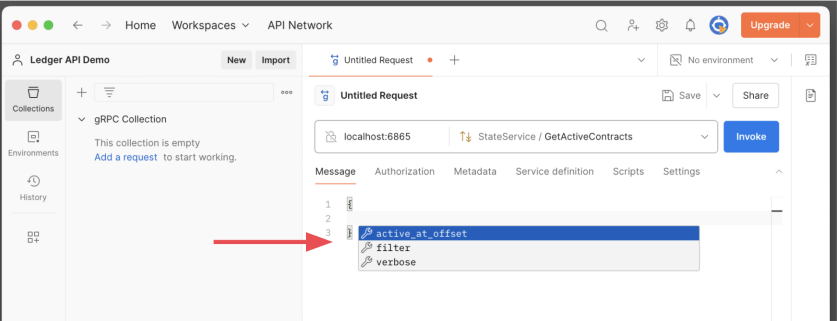 Home Workspaces API Network Upgrade
Ledger API Demo New Import Untitled Request No environment
Collections
Environments
History
gRPC Collection
This collection is empty
Add a request to start working.
Untitled Request Save Share
localhost:6865 StateService / GetActiveContracts Invoke
Message Authorization Metadata Service definition Scripts Settings
1 {
2
3 }
active_at_offset
filter
verbose